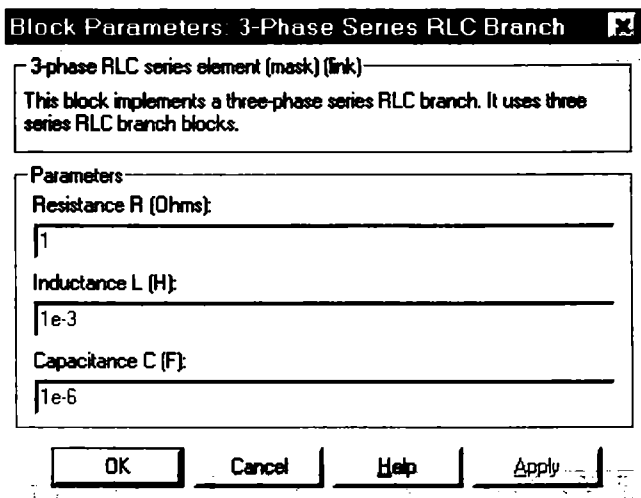 Block Parameters: 3-Phase Series RLC Branch
3-phase RLC series element (mask) (link)
This block implements a three-phase series RLC branch. It uses three
series RLC branch blocks.
Parameters
Resistance R (Ohms):
1
Inductance L (H):
1e-3
Capacitance C (F):
1e-6
OK Cancel Help Apply